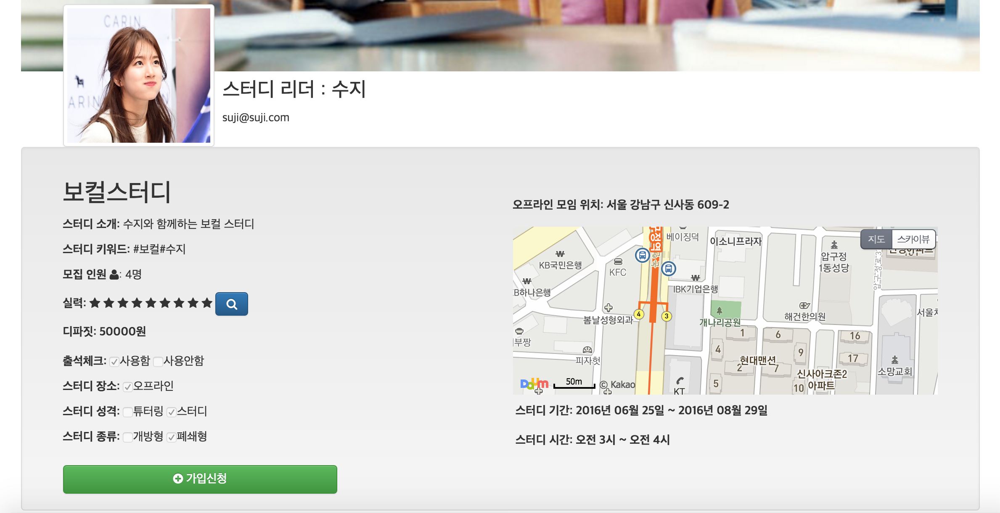 CARIN
ARIN
스터디 리더 : 수지
suji@suji.com
보컬스터디
스터디 소개: 수지와 함께하는 보컬 스터디
스터디 키워드: #보컬#수지
모집 인원 : 4명
실력:
디파짓: 50000원
출석체크: 사용함 사용안함
스터디 장소: 오프라인
스터디 성격: 튜터링 스터디
스터디 종류: 개방형 폐쇄형
가입신청
오프라인 모임 위치: 서울 강남구 신사동 609-2
지도 스카이뷰
베이징덕
이소니프라자
KB국민은행
KFC
압구정
1동성당
압구정로3
B하나은행
IBK기업은행
봄날성형외과
4
3
개나리공원
해건한의원
부짱
피자헛
1
6
16
4
9
17
현대맨션
2
7
신사아크존2
아파트
소망교회
5
10
KT
Daum
50m
© Kakao
스터디 기간: 2016년 06월 25일 ~ 2016년 08월 29일
스터디 시간: 오전 3시 ~ 오전 4시